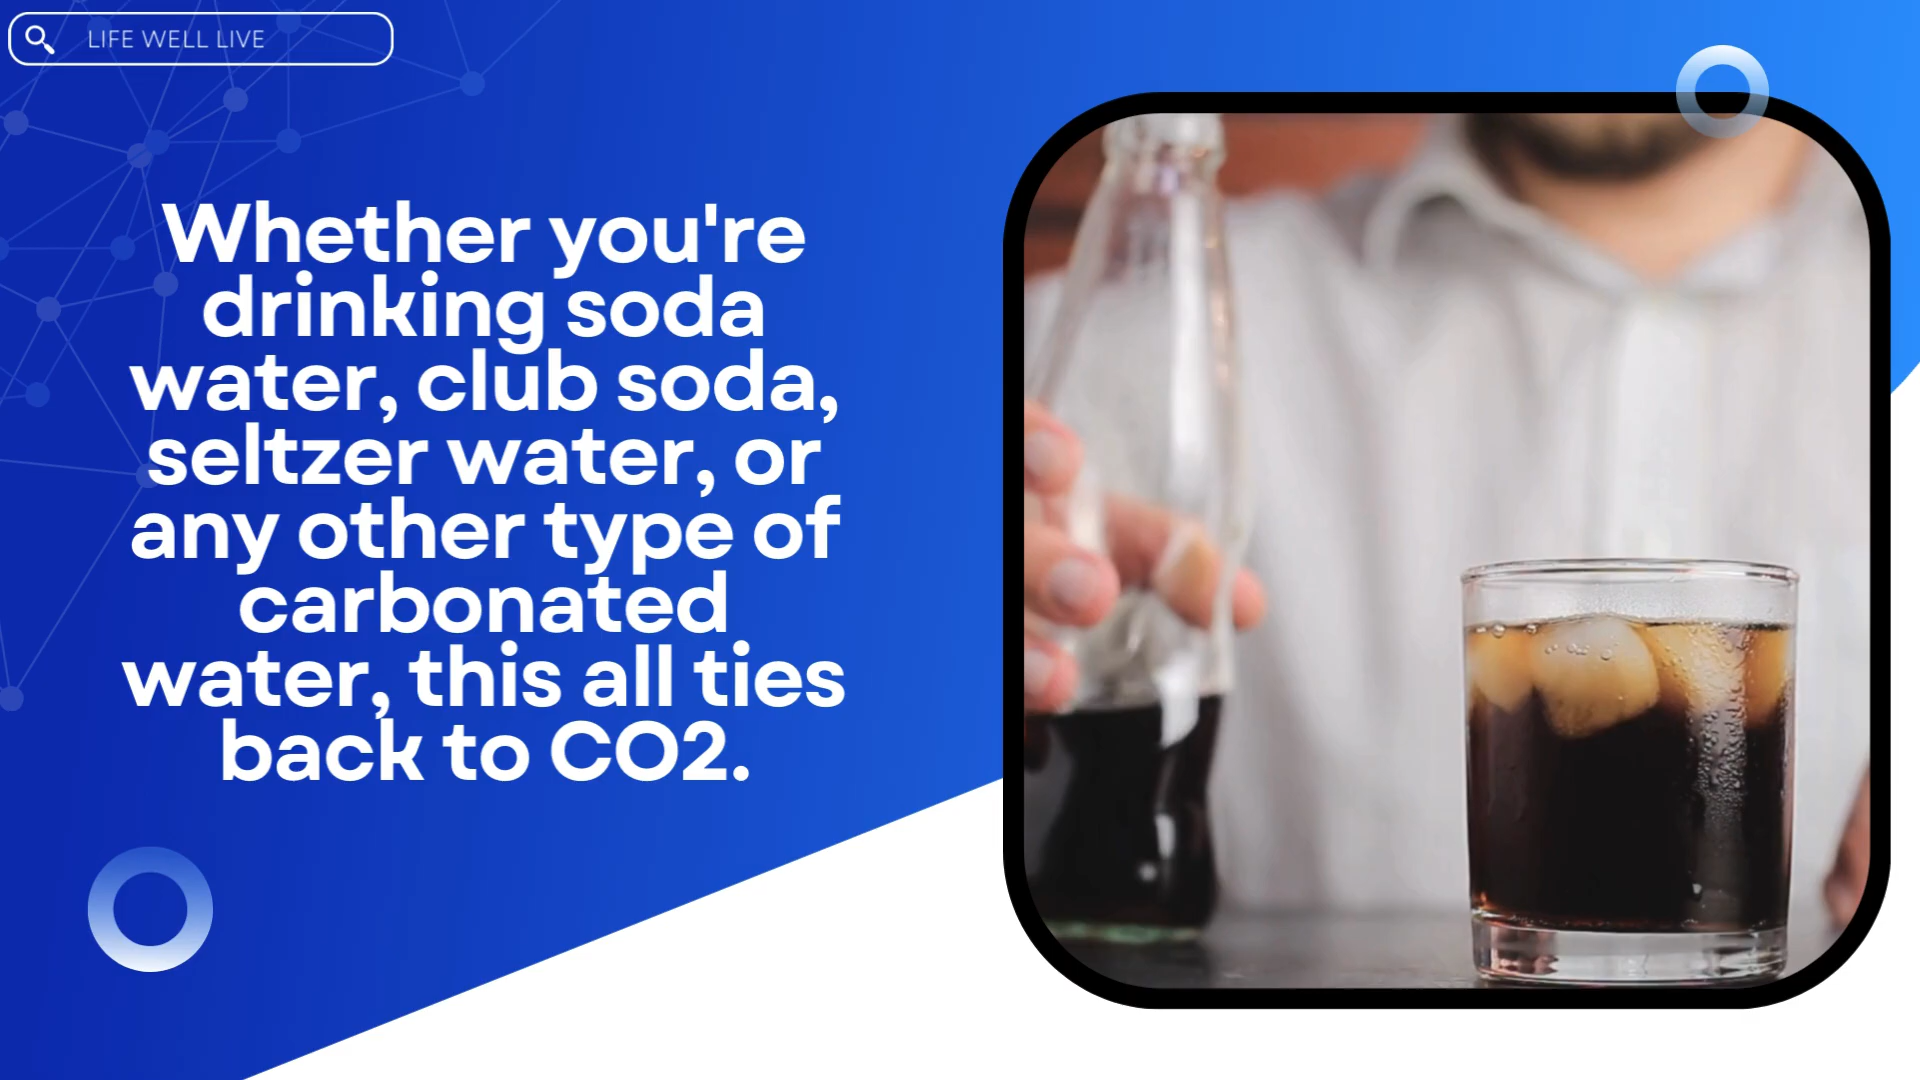 LIFE WELL LIVE
Whether you're
drinking soda
water, club soda,
seltzer water, or
any other type of
carbonated
water, this all ties
back to CO2.